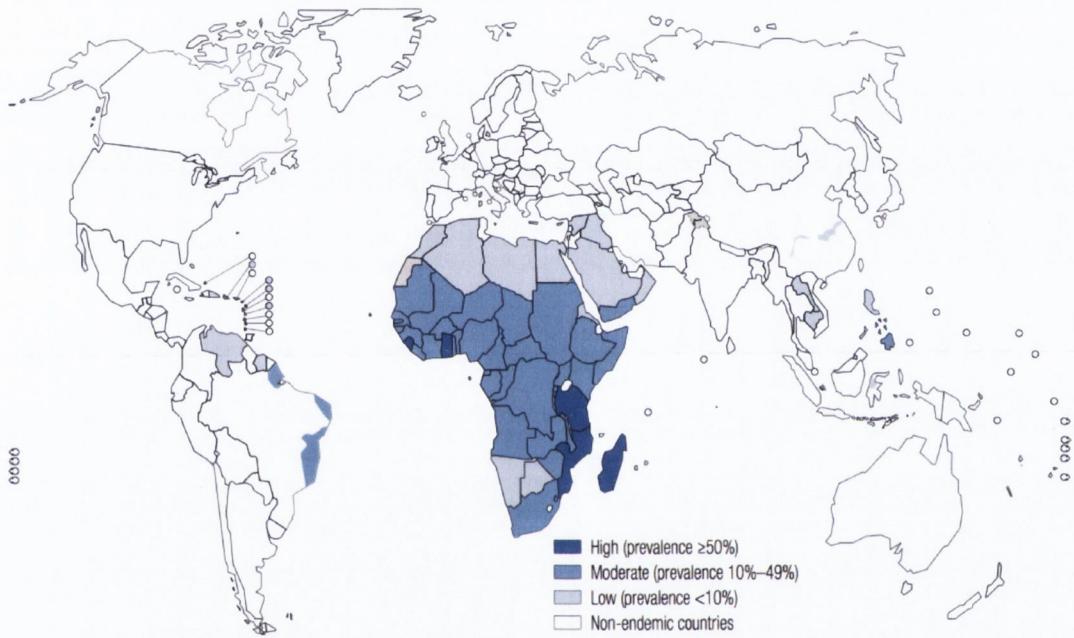 High (prevalence ≥50%)
Moderate (prevalence 10%–49%)
Low (prevalence <10%)
Non-endemic countries